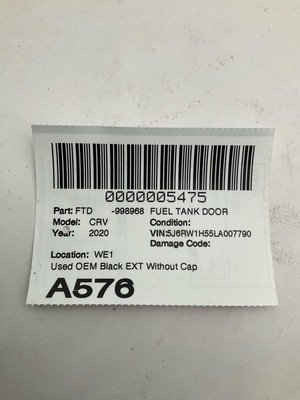 0000005475
Part: FTD -998968 FUEL TANK DOOR
Model: CRV Condition:
Year: 2020 VIN:5J6RW1H55LA007790
Damage Code:
Location: WE1
Used OEM Black EXT Without Cap
A576